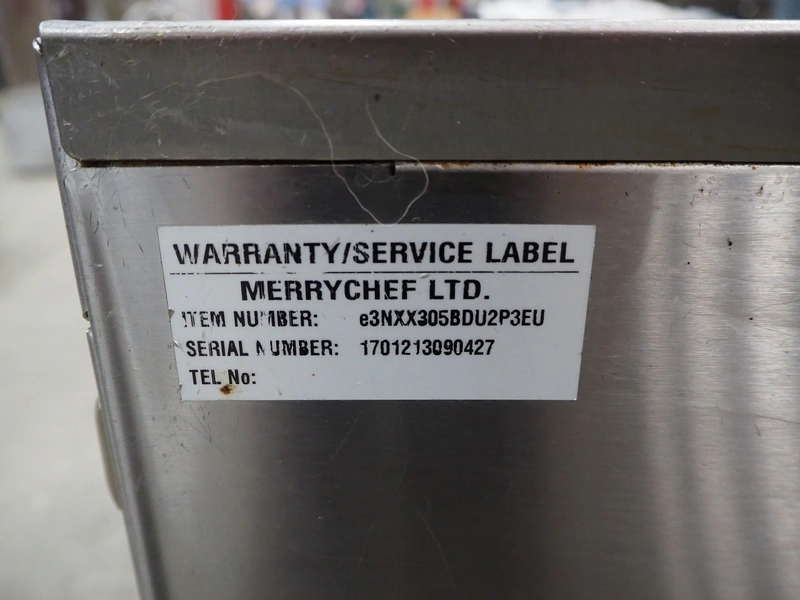 WARRANTY/SERVICE LABEL
MERRYCHEF LTD.
ITEM NUMBER: e3NXX305BDU2P3EU
SERIAL NUMBER: 1701213090427
TEL No: